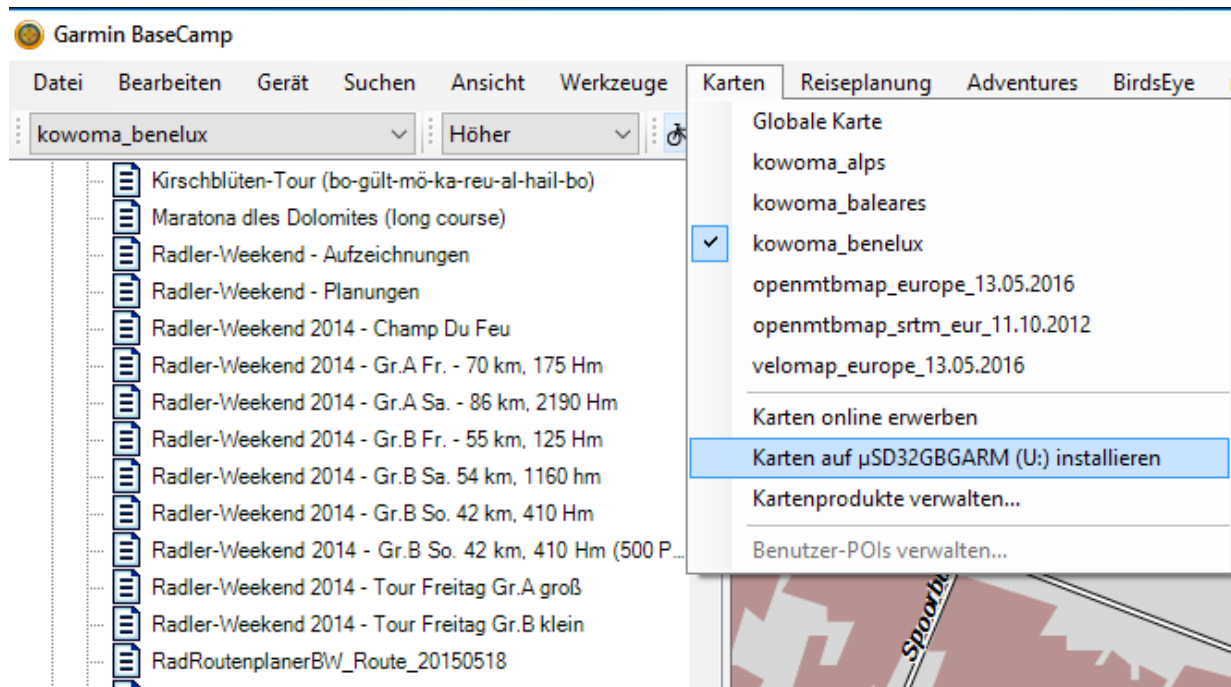 Garmin BaseCamp
Datei Bearbeiten Gerät Suchen Ansicht Werkzeuge Karten Reiseplanung Adventures BirdsEye
kowoma_benelux Höher
Kirschblüten-Tour (bo-gült-mö-ka-reu-al-hail-bo)
Maratona dles Dolomites (long course)
Radler-Weekend - Aufzeichnungen
Radler-Weekend - Planungen
Radler-Weekend 2014 - Champ Du Feu
Radler-Weekend 2014 - Gr.A Fr. - 70 km, 175 Hm
Radler-Weekend 2014 - Gr.A Sa. - 86 km, 2190 Hm
Radler-Weekend 2014 - Gr.B Fr. - 55 km, 125 Hm
Radler-Weekend 2014 - Gr.B Sa. 54 km, 1160 hm
Radler-Weekend 2014 - Gr.B So. 42 km, 410 Hm
Radler-Weekend 2014 - Gr.B So. 42 km, 410 Hm (500 P...
Radler-Weekend 2014 - Tour Freitag Gr.A groß
Radler-Weekend 2014 - Tour Freitag Gr.B klein
RadRoutenplanerBW_Route_20150518
Globale Karte
kowoma_alps
kowoma_baleares
kowoma_benelux
openmtbmap_europe_13.05.2016
openmtbmap_srtm_eur_11.10.2012
velomap_europe_13.05.2016
Karten online erwerben
Karten auf µSD32GBGARM (U:) installieren
Kartenprodukte verwalten...
Benutzer-POIs verwalten...